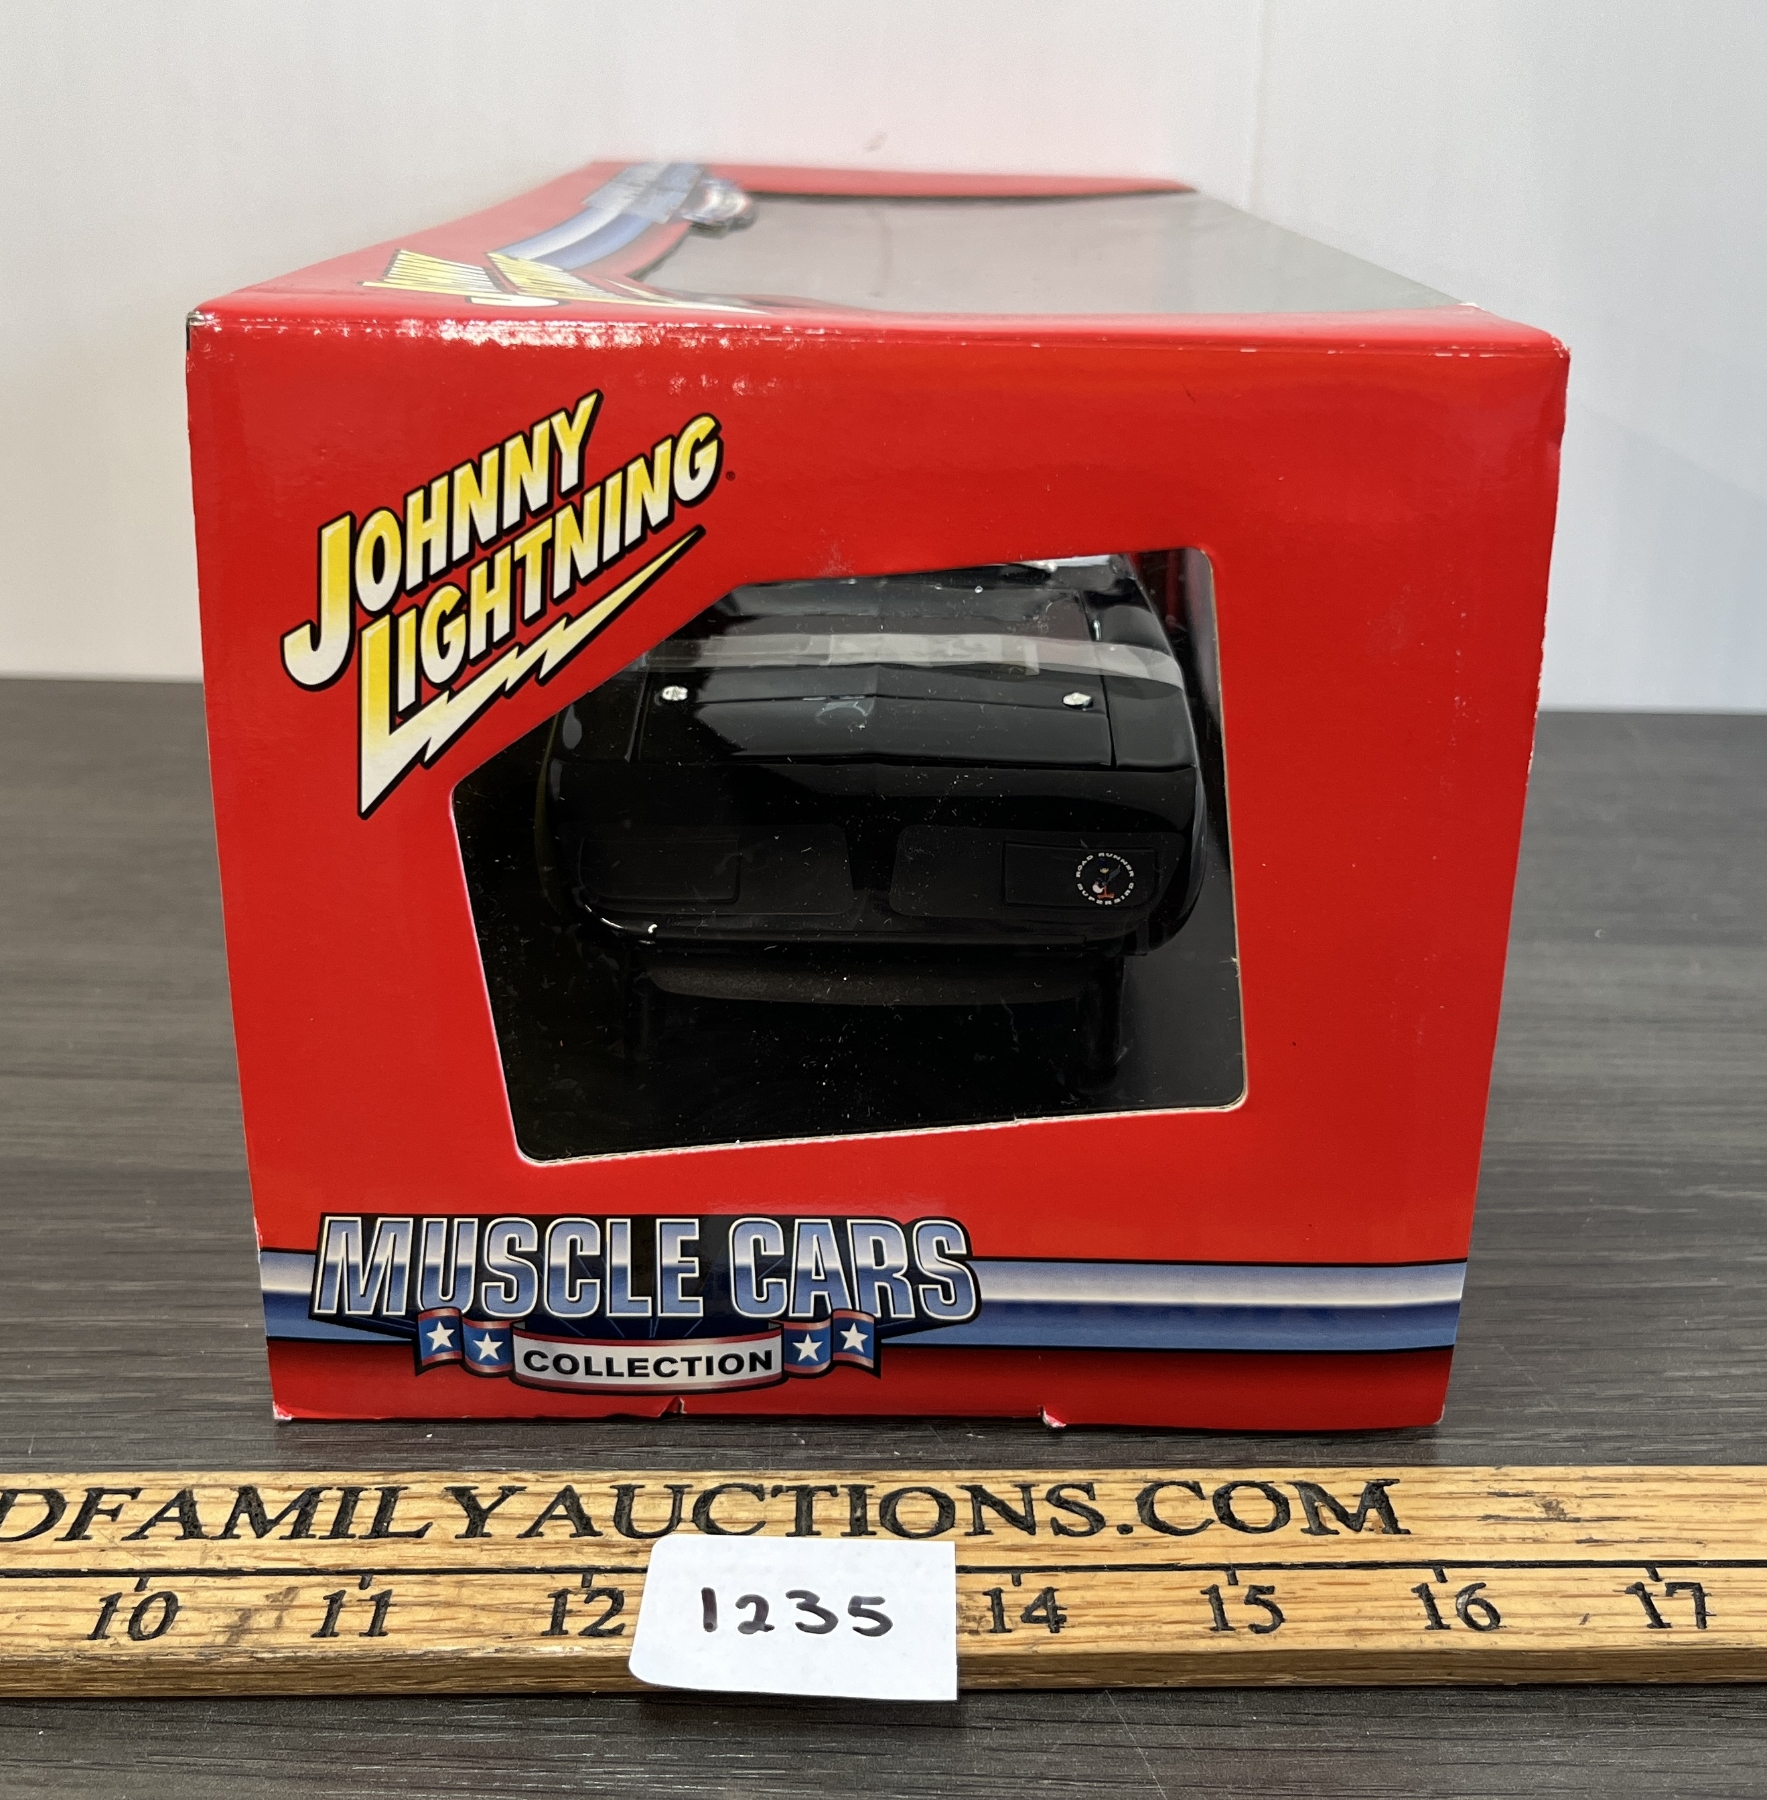 JOHNNY
LIGHTNING
ROAD RUNNER
SUPERBIRD
MUSCLE CARS
COLLECTION
DFAMILYAUCTIONS.COM
10 11 12 14 15 16 17
1235